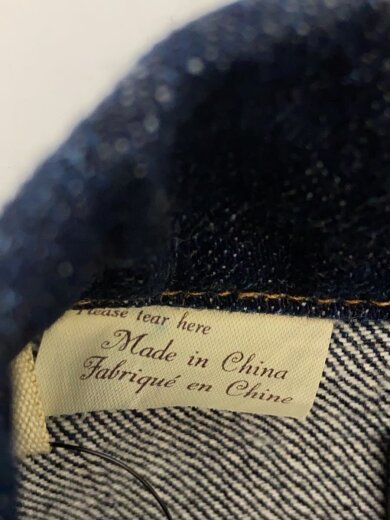 Please tear here
Made in China
Fabriqué en Chine